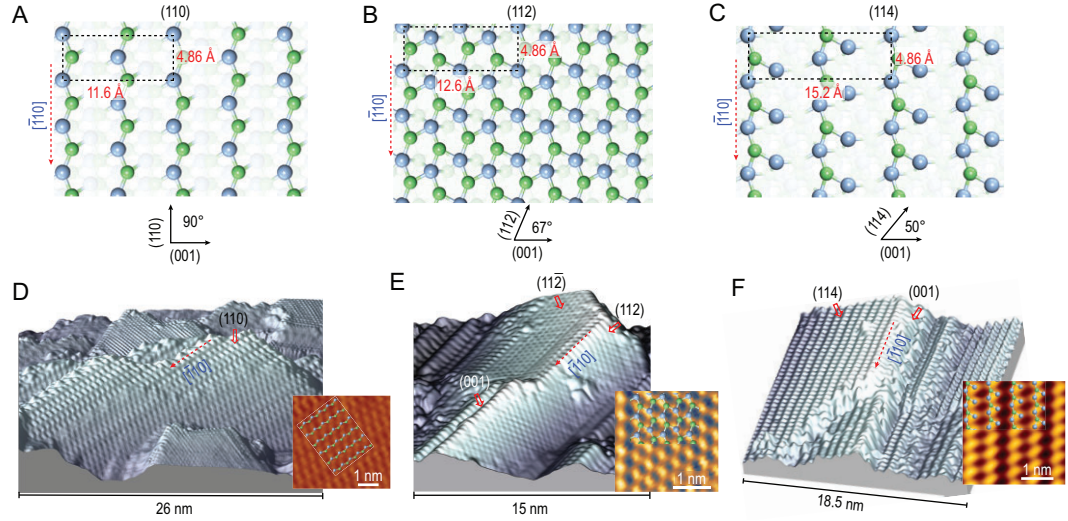 A
(110)
4.86 Å
11.6 Å
[1̄10]
(110)
90°
(001)
B
(112)
4.86 Å
12.6 Å
[1̄10]
(112)
67°
(001)
C
(114)
4.86 Å
15.2 Å
[1̄10]
(114)
50°
(001)
D
(110)
[1̄10]
1 nm
26 nm
E
(112̄)
(112)
[1̄10]
(001)
1 nm
15 nm
F
(114)
(001)
[1̄10]
1 nm
18.5 nm